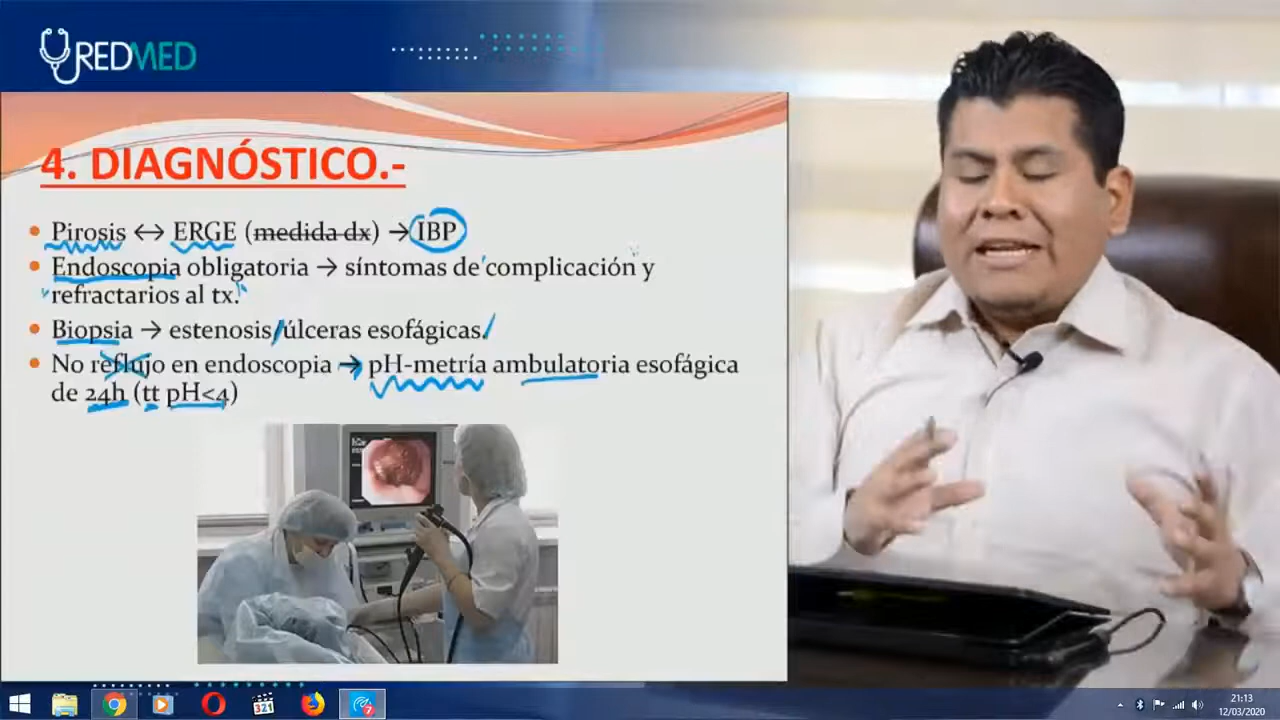 REDMED
4. DIAGNÓSTICO.-
• Pirosis ↔ ERGE (medida dx) → IBP
• Endoscopia obligatoria → síntomas de complicación y
refractarios al tx.
• Biopsia → estenosis/úlceras esofágicas.
• No reflujo en endoscopia → pH-metría ambulatoria esofágica
de 24h (tt pH<4)
321
7
21:13
12/03/2020